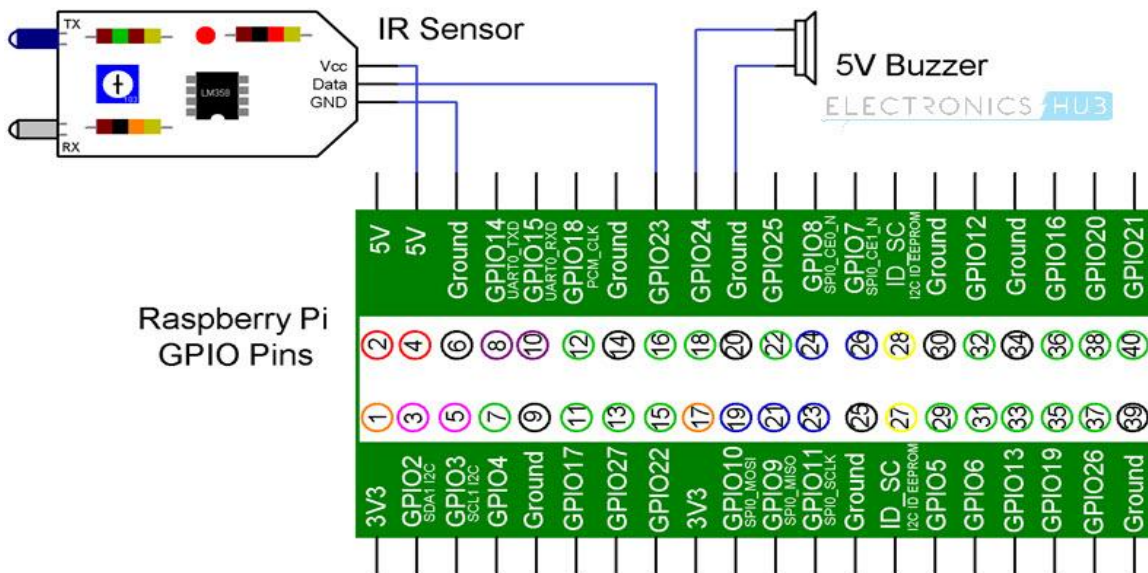 TX
IR Sensor
Vcc
Data
GND
LM358
103
RX
5V Buzzer
ELECTRONICS HUB
Raspberry Pi
GPIO Pins
5V
5V
Ground
GPIO14
UART0_TXD
GPIO15
UART0_RXD
GPIO18
PCM_CLK
Ground
GPIO23
GPIO24
Ground
GPIO25
GPIO8
SPI0_CE0_N
GPIO7
SPI0_CE1_N
ID_SC
I2C ID EEPROM
Ground
GPIO12
Ground
GPIO16
GPIO20
GPIO21
2 4 6 8 10 12 14 16 18 20 22 24 26 28 30 32 34 36 38 40
1 3 5 7 9 11 13 15 17 19 21 23 25 27 29 31 33 35 37 39
3V3
GPIO2
SDA1 I2C
GPIO3
SCL1 I2C
GPIO4
Ground
GPIO17
GPIO27
GPIO22
3V3
GPIO10
SPI0_MOSI
GPIO9
SPI0_MISO
GPIO11
SPI0_SCLK
Ground
ID_SC
I2C ID EEPROM
GPIO5
GPIO6
GPIO13
GPIO19
GPIO26
Ground